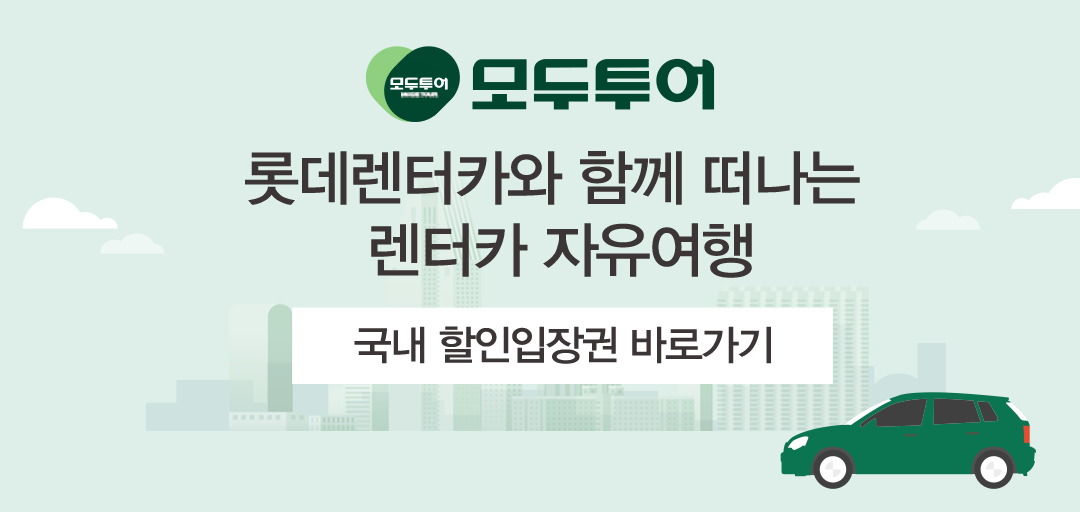 모두투어
모두투어
롯데렌터카와 함께 떠나는
렌터카 자유여행
국내 할인입장권 바로가기